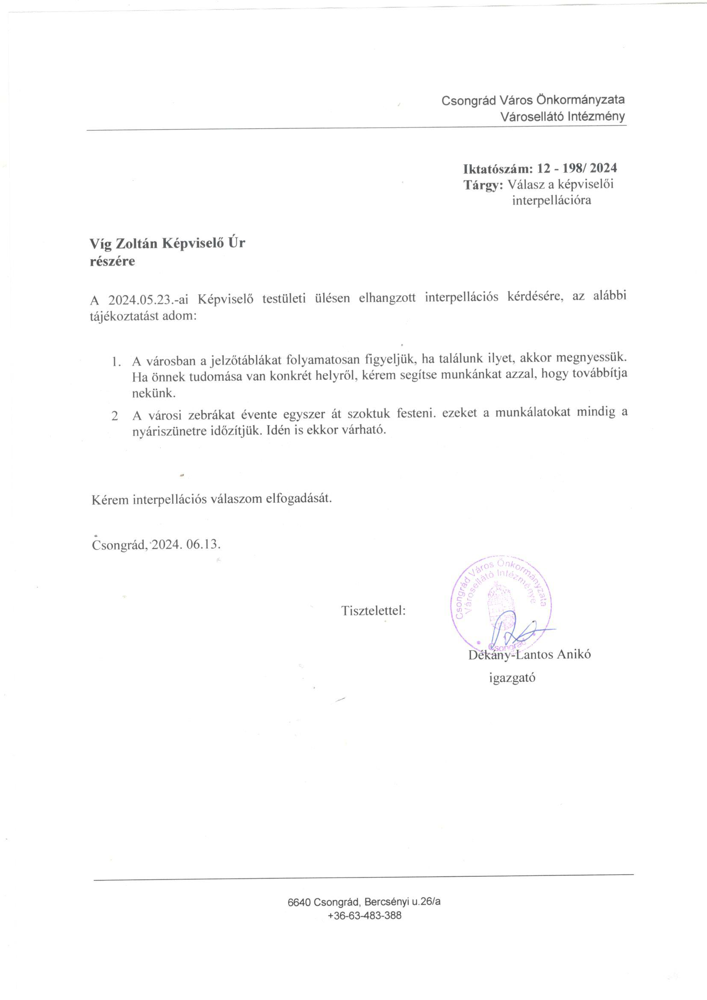 Csongrád Város Önkormányzata
Városellátó Intézmény
Iktatószám: 12 - 198/ 2024
Tárgy: Válasz a képviselői
interpellációra
Víg Zoltán Képviselő Úr
részére
A 2024.05.23.-ai Képviselő testületi ülésen elhangzott interpellációs kérdésére, az alábbi
tájékoztatást adom:
1. A városban a jelzőtáblákat folyamatosan figyeljük, ha találunk ilyet, akkor megnyessük.
Ha önnek tudomása van konkrét helyről, kérem segítse munkánkat azzal, hogy továbbítja
nekünk.
2 A városi zebrákat évente egyszer át szoktuk festeni. ezeket a munkálatokat mindig a
nyáriszünetre időzítjük. Idén is ekkor várható.
Kérem interpellációs válaszom elfogadását.
Csongrád, 2024. 06.13.
Csongrád Város Önkormányzata
Városellátó Intézménye
Csongrád
Tisztelettel:
Dékány-Lantos Anikó
igazgató
6640 Csongrád, Bercsényi u.26/a
+36-63-483-388